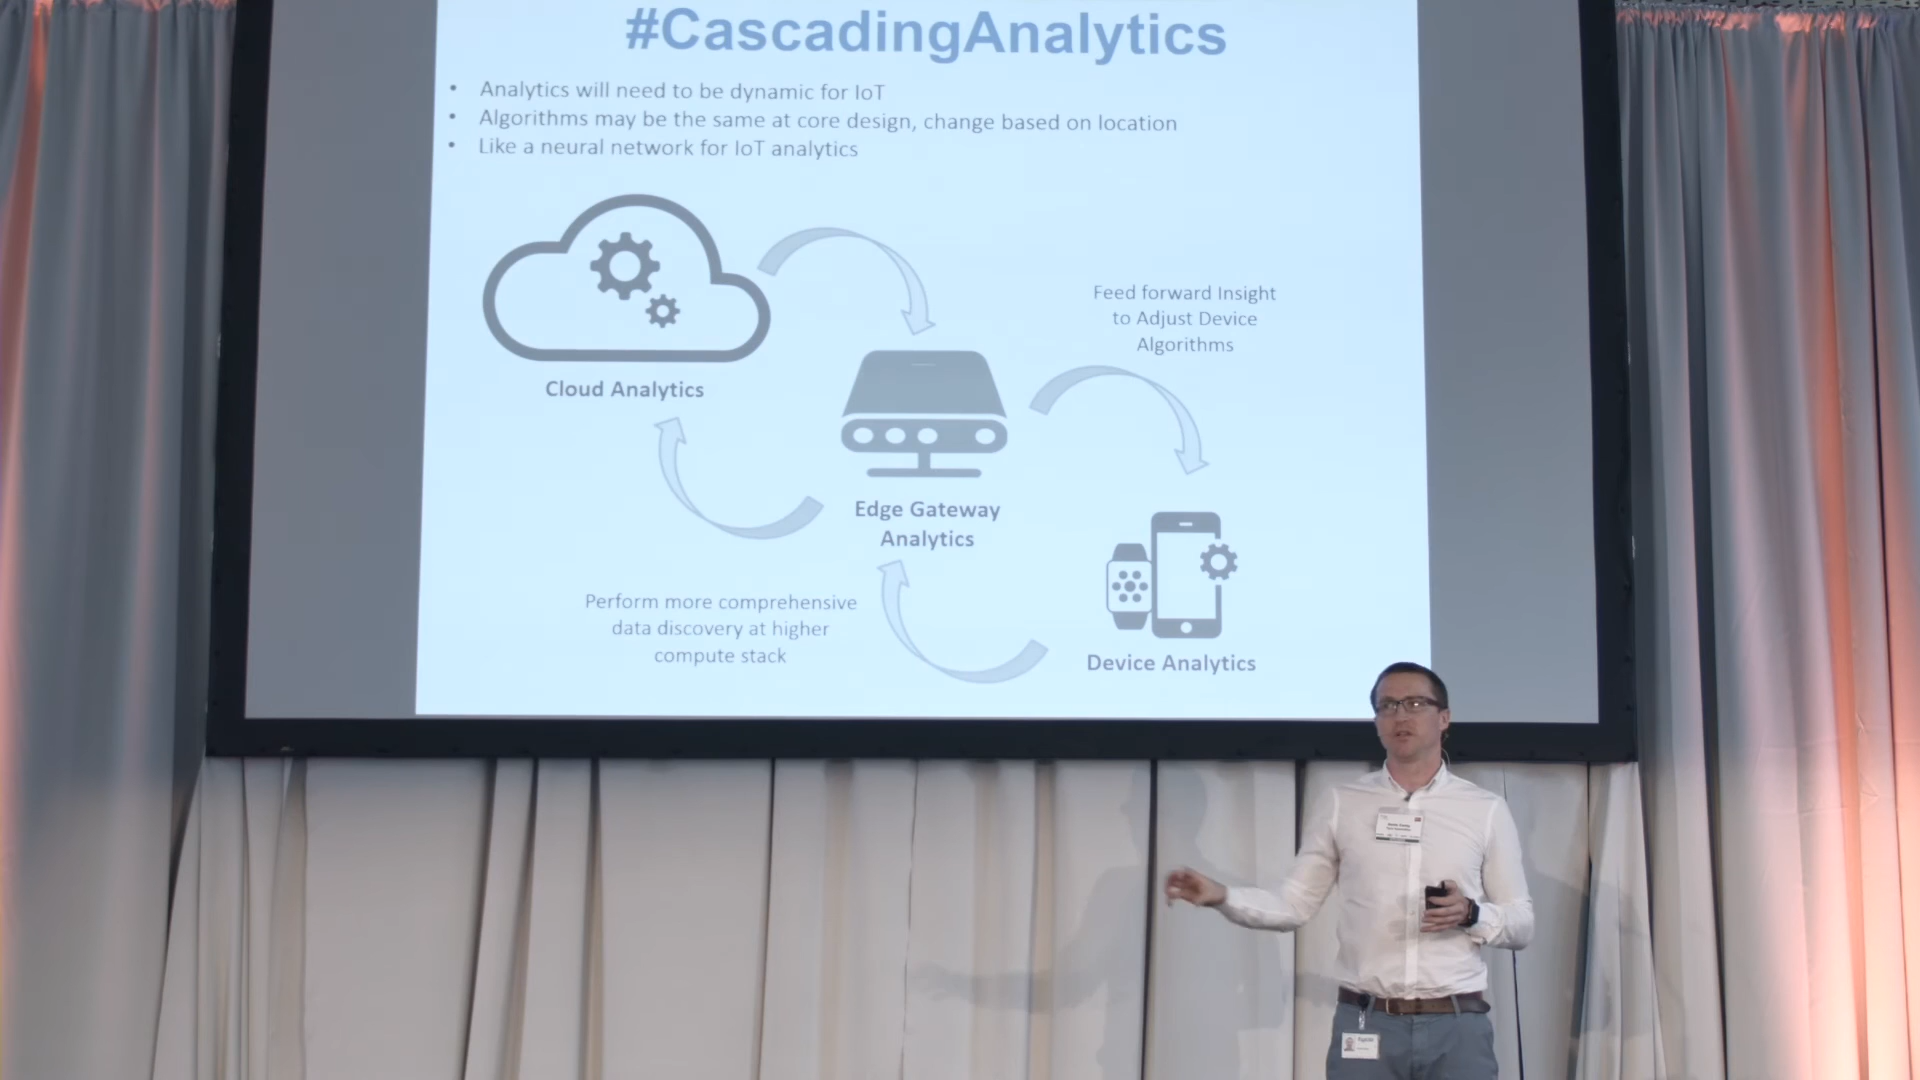 #CascadingAnalytics
• Analytics will need to be dynamic for IoT
• Algorithms may be the same at core design, change based on location
• Like a neural network for IoT analytics
Feed forward Insight
to Adjust Device
Algorithms
Cloud Analytics
Edge Gateway
Analytics
Perform more comprehensive
data discovery at higher
compute stack
Device Analytics